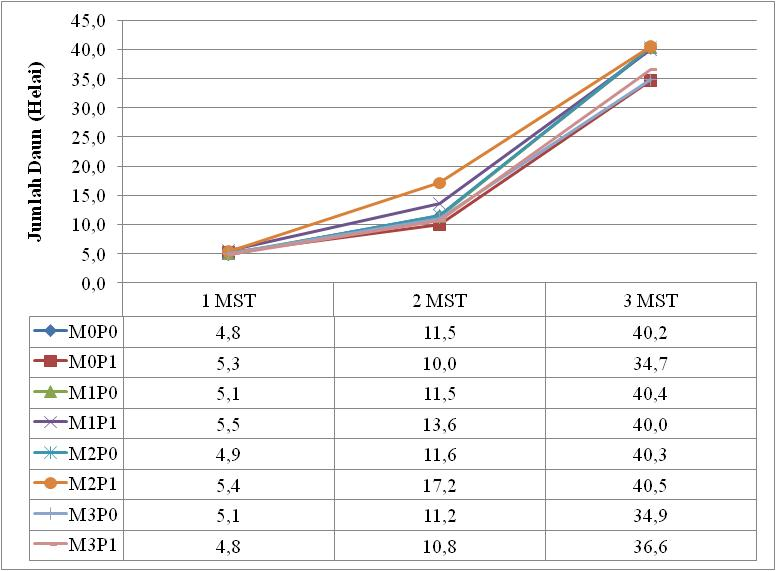 45,0
40,0
35,0
30,0
25,0
20,0
15,0
10,0
5,0
0,0
Jumlah Daun (Helai)
1 MST 2 MST 3 MST
M0P0 4,8 11,5 40,2
M0P1 5,3 10,0 34,7
M1P0 5,1 11,5 40,4
M1P1 5,5 13,6 40,0
M2P0 4,9 11,6 40,3
M2P1 5,4 17,2 40,5
M3P0 5,1 11,2 34,9
M3P1 4,8 10,8 36,6